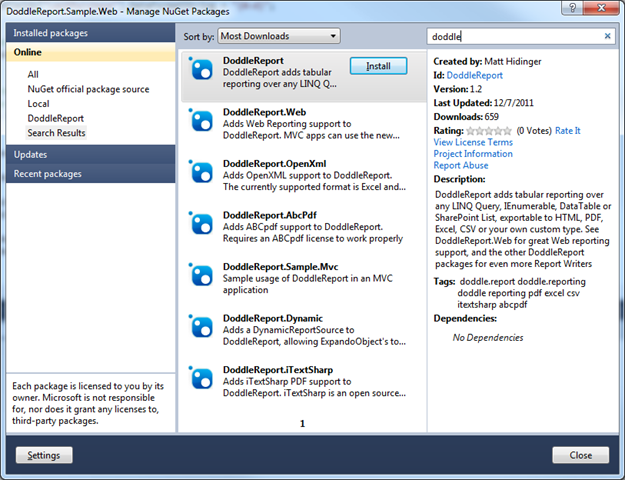 DoddleReport.Sample.Web - Manage NuGet Packages
Installed packages
Online
All
NuGet official package source
Local
DoddleReport
Search Results
Updates
Recent packages
Each package is licensed to you by its
owner. Microsoft is not responsible
for, nor does it grant any licenses to,
third-party packages.
Sort by: Most Downloads
DoddleReport
DoddleReport adds tabular
reporting over any LINQ Q...
Install
DoddleReport.Web
Adds Web Reporting support to
DoddleReport. MVC apps can use the new...
DoddleReport.OpenXml
Adds OpenXML support to DoddleReport.
The currently supported format is Excel and...
DoddleReport.AbcPdf
Adds ABCpdf support to DoddleReport.
Requires an AbcPdf license to work properly
DoddleReport.Sample.Mvc
Sample usage of DoddleReport in an MVC
application
DoddleReport.Dynamic
Adds a DynamicReportSource to
DoddleReport, allowing ExpandoObject's to...
DoddleReport.iTextSharp
Adds iTextSharp PDF support to
DoddleReport. iTextSharp is an open source...
1
doddle
Created by: Matt Hidinger
Id: DoddleReport
Version: 1.2
Last Updated: 12/7/2011
Downloads: 659
Rating: (0 Votes) Rate It
View License Terms
Project Information
Report Abuse
Description:
DoddleReport adds tabular reporting over
any LINQ Query, IEnumerable, DataTable or
SharePoint List, exportable to HTML, PDF,
Excel, CSV or your own custom type. See
DoddleReport.Web for great Web reporting
support, and the other DoddleReport
packages for even more Report Writers
Tags: doddle.report doddle.reporting
doddle reporting pdf excel csv
itextsharp abcpdf
Dependencies:
No Dependencies
Settings
Close